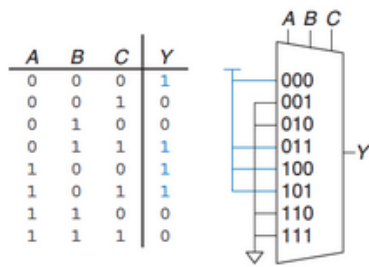 A B C Y
0 0 0 1
0 0 1 0
0 1 0 0
0 1 1 1
1 0 0 1
1 0 1 1
1 1 0 0
1 1 1 0
A B C
000
001
010
011
100
101
110
111
Y